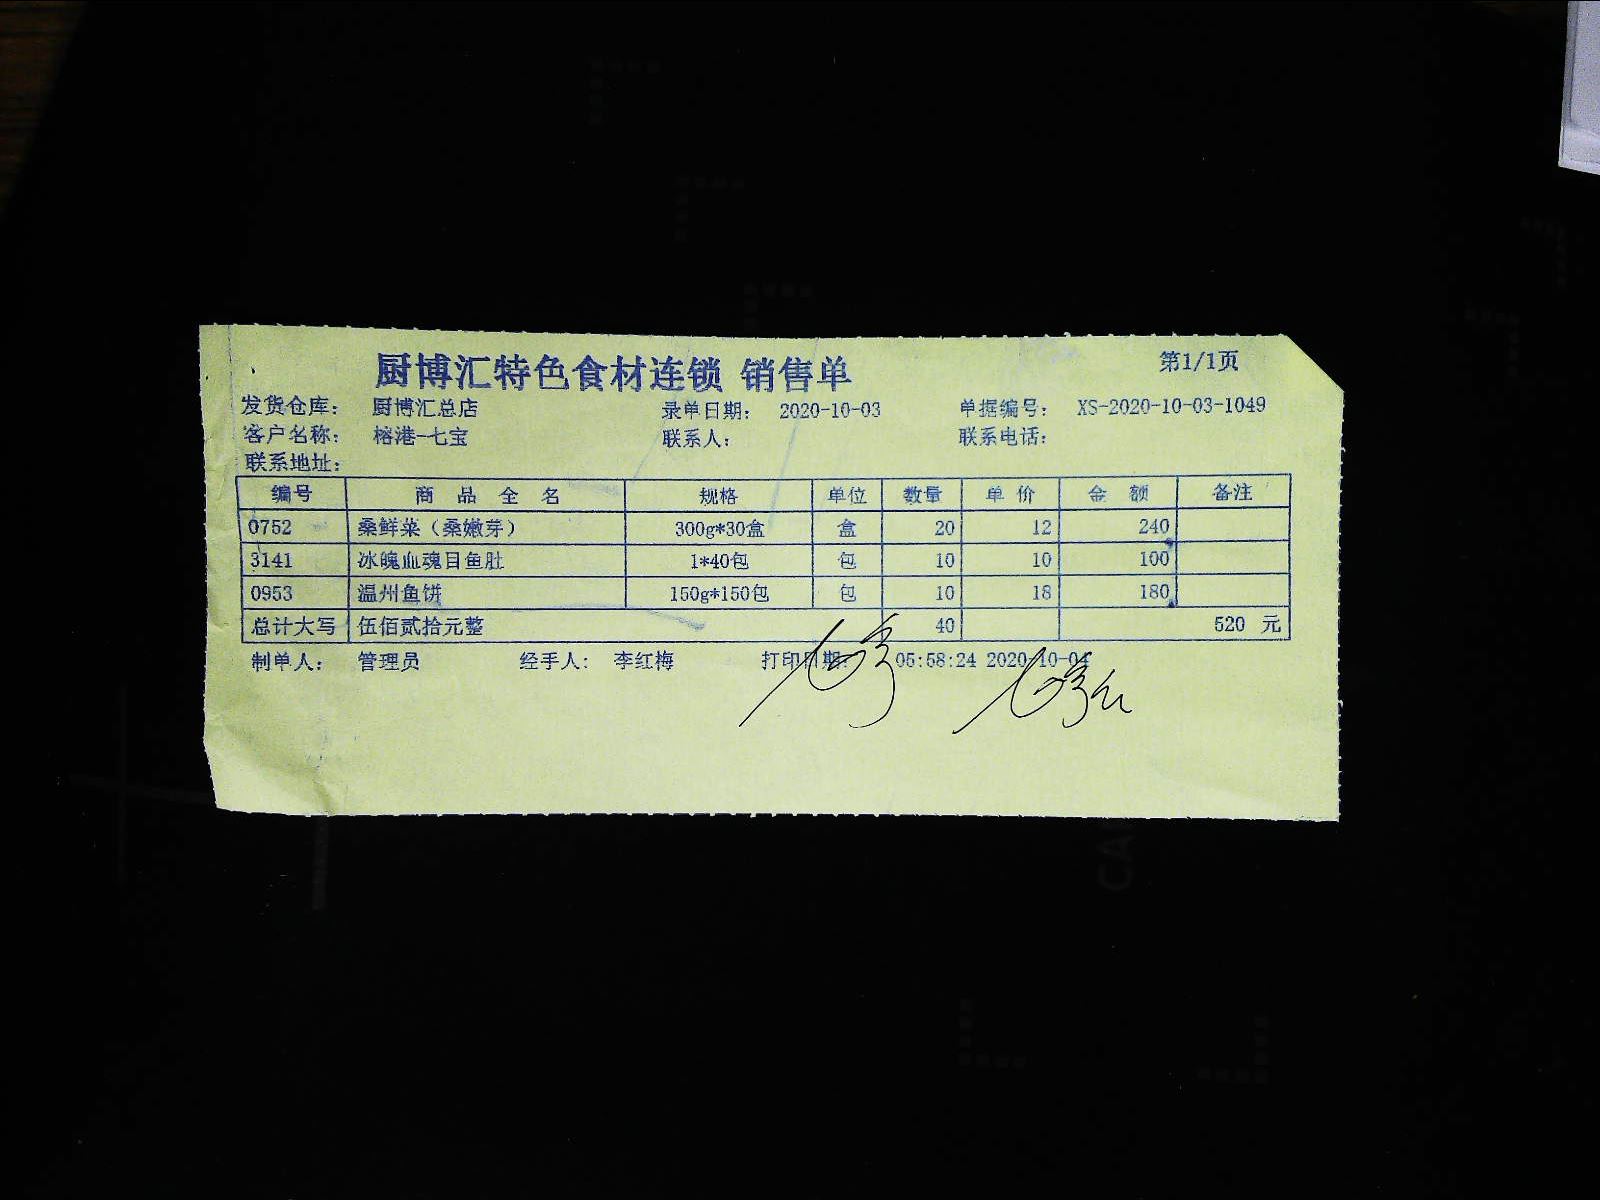 厨博汇特色食材连锁 销售单 第1/1页
发货仓库: 厨博汇总店 录单日期: 2020-10-03 单据编号: XS-2020-10-03-1049
客户名称: 榕港-七宝 联系人: 联系电话:
联系地址:
编号 商品全名 规格 单位 数量 单价 金额 备注
0752 桑鲜菜（桑嫩芽） 300g*30盒 盒 20 12 240
3141 冰魄血魂目鱼肚 1*40包 包 10 10 100
0953 温州鱼饼 150g*150包 包 10 18 180
总计大写 伍佰贰拾元整 40 520 元
制单人: 管理员 经手人: 李红梅 打印日期: 05:58:24 2020-10-04